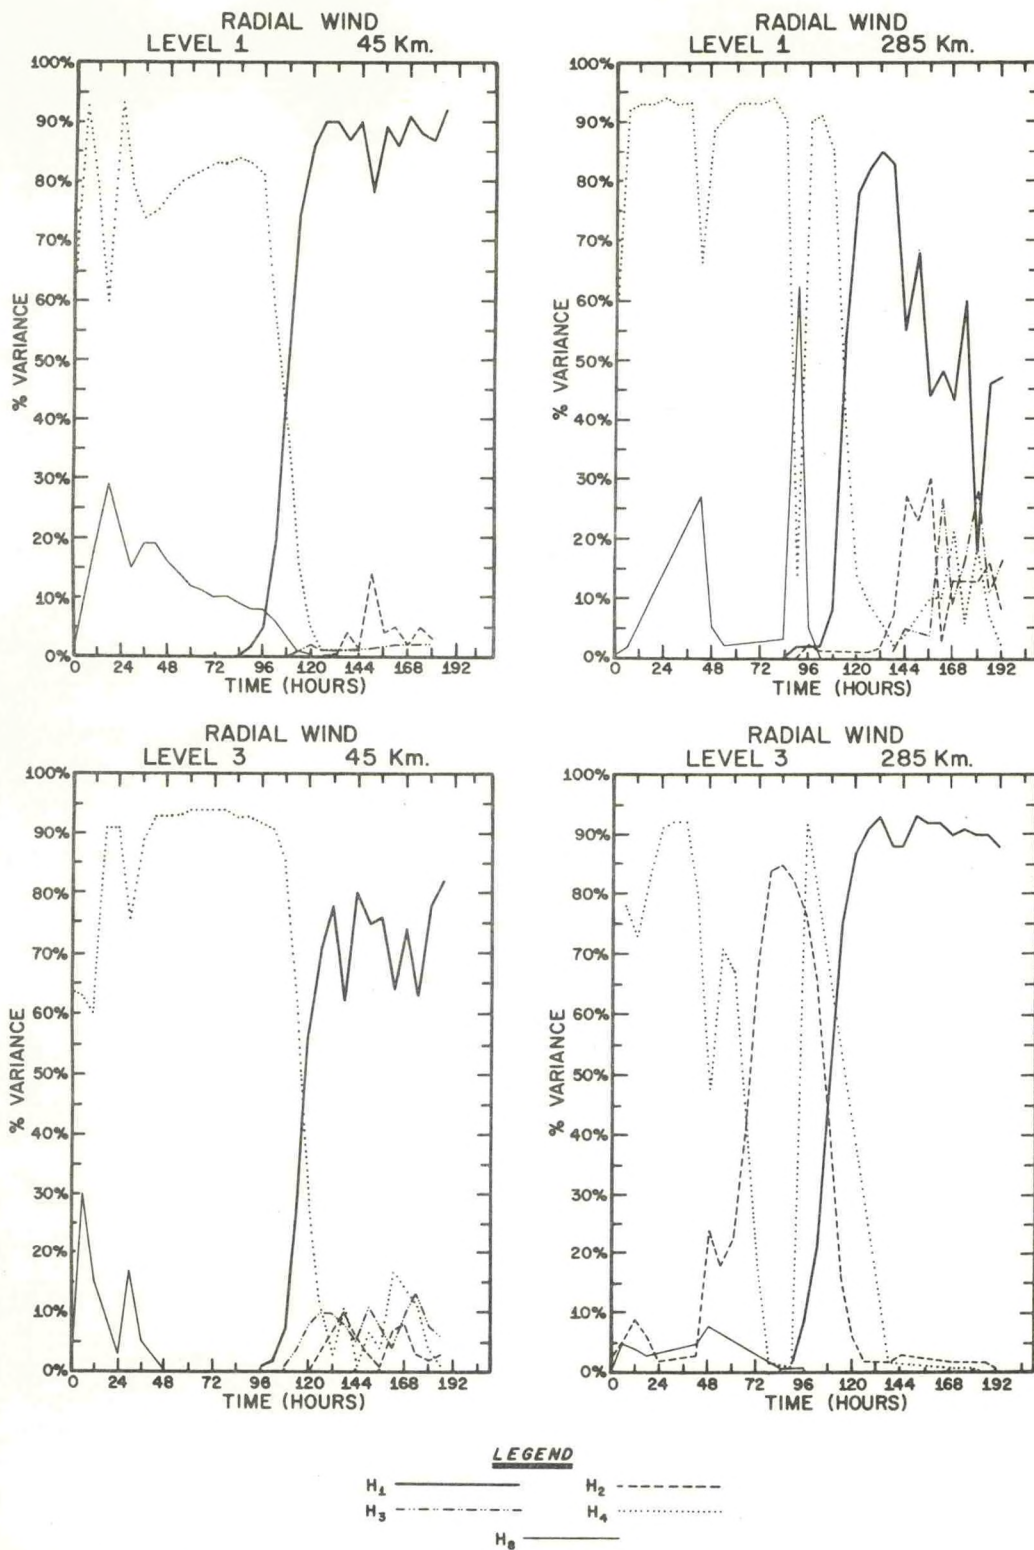 RADIAL WIND
LEVEL 1 45 Km.
100%
90%
80%
70%
60%
50%
40%
30%
20%
10%
0%
% VARIANCE
0 24 48 72 96 120 144 168 192
TIME (HOURS)
RADIAL WIND
LEVEL 1 285 Km.
100%
90%
80%
70%
60%
50%
40%
30%
20%
10%
0%
% VARIANCE
0 24 48 72 96 120 144 168 192
TIME (HOURS)
RADIAL WIND
LEVEL 3 45 Km.
100%
90%
80%
70%
60%
50%
40%
30%
20%
10%
0%
% VARIANCE
0 24 48 72 96 120 144 168 192
TIME (HOURS)
RADIAL WIND
LEVEL 3 285 Km.
100%
90%
80%
70%
60%
50%
40%
30%
20%
10%
0%
% VARIANCE
0 24 48 72 96 120 144 168 192
TIME (HOURS)
LEGEND
H₁ H₂
H₃ H₄
H₈